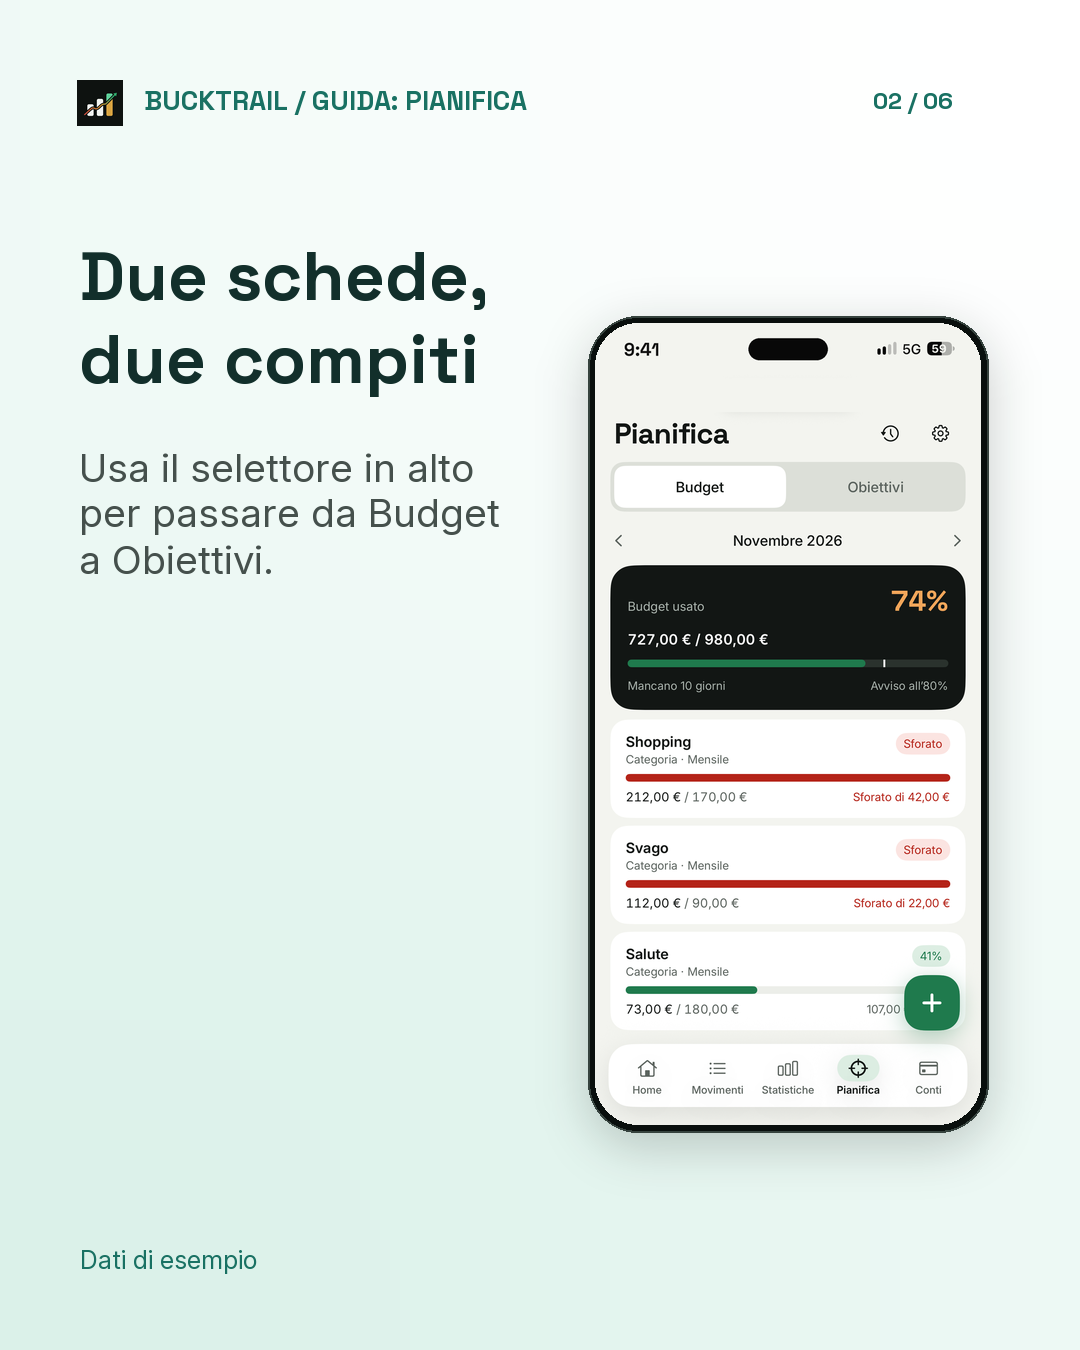 BUCKTRAIL / GUIDA: PIANIFICA
02 / 06
Due schede,
due compiti
Usa il selettore in alto
per passare da Budget
a Obiettivi.
9:41
5G
59
Pianifica
Budget
Obiettivi
Novembre 2026
Budget usato
74%
727,00 € / 980,00 €
Mancano 10 giorni
Avviso all'80%
Shopping
Sforato
Categoria · Mensile
212,00 € / 170,00 €
Sforato di 42,00 €
Svago
Sforato
Categoria · Mensile
112,00 € / 90,00 €
Sforato di 22,00 €
Salute
41%
Categoria · Mensile
73,00 € / 180,00 €
107,00
Home
Movimenti
Statistiche
Pianifica
Conti
Dati di esempio